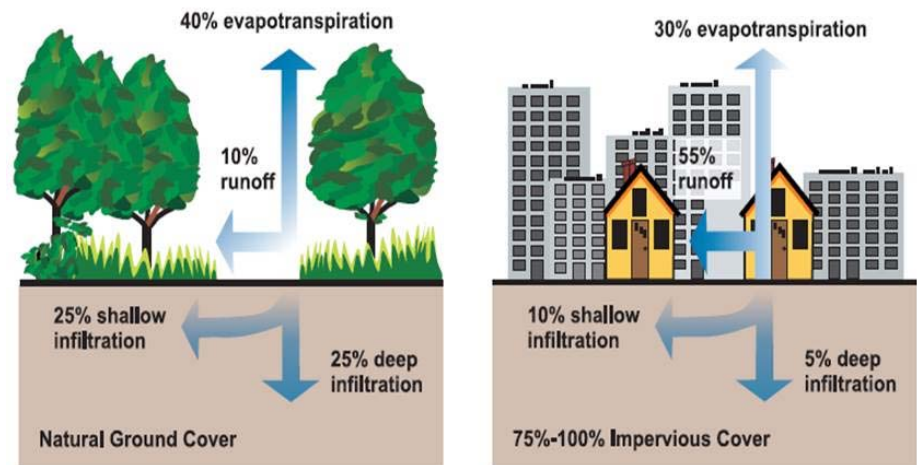 40% evapotranspiration
10%
runoff
25% shallow
infiltration
25% deep
infiltration
Natural Ground Cover
30% evapotranspiration
55%
runoff
10% shallow
infiltration
5% deep
infiltration
75%-100% Impervious Cover